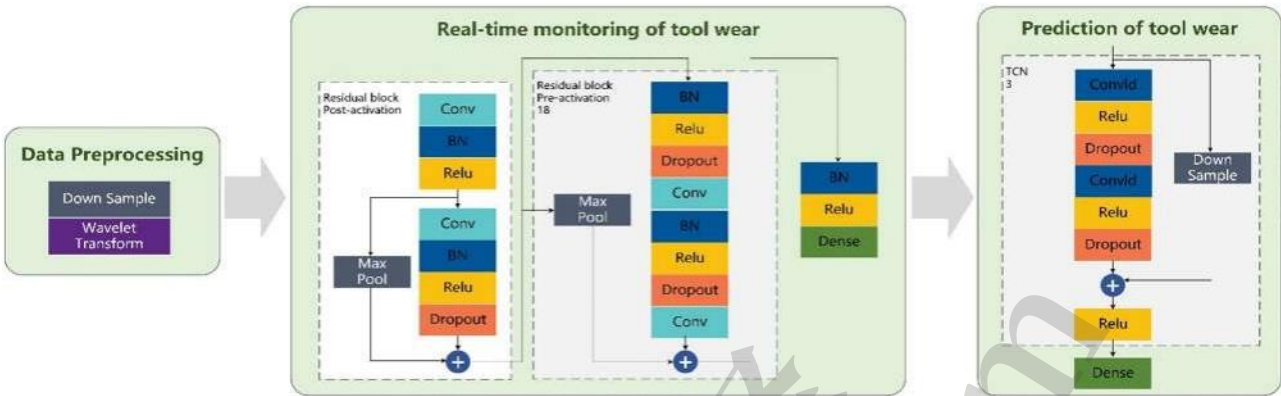 Data Preprocessing
Down Sample
Wavelet
Transform
Real-time monitoring of tool wear
Residual block
Post-activation
Conv
BN
Relu
Conv
BN
Relu
Dropout
Max
Pool
+
Residual block
Pre-activation
18
BN
Relu
Dropout
Conv
BN
Relu
Dropout
Conv
Max
Pool
+
BN
Relu
Dense
Prediction of tool wear
TCN
3
Convld
Relu
Dropout
Convld
Relu
Dropout
Down
Sample
+
Relu
Dense